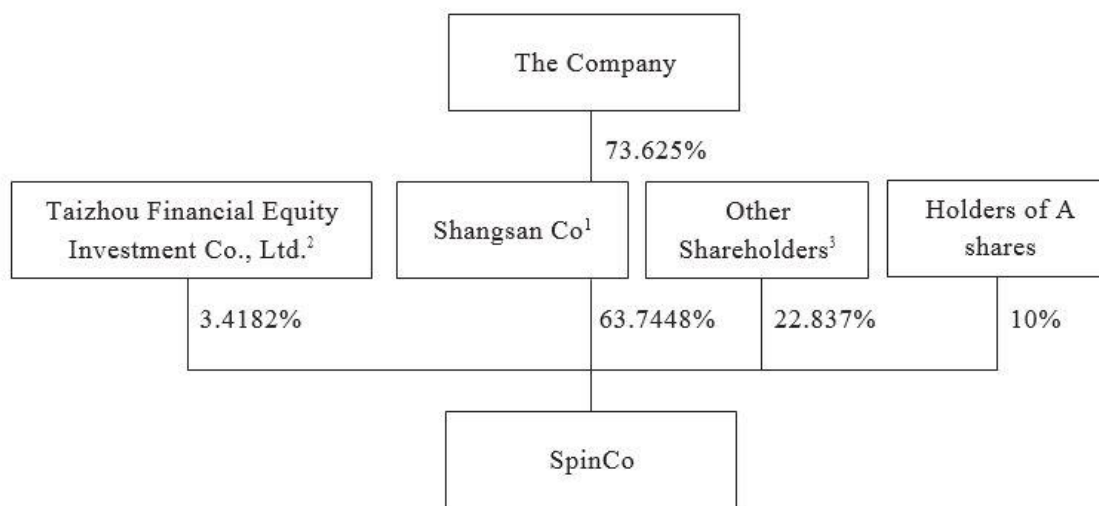 The Company
73.625%
Taizhou Financial Equity
Investment Co., Ltd.2
Shangsan Co1
Other
Shareholders3
Holders of A
shares
3.4182%
63.7448%
22.837%
10%
SpinCo